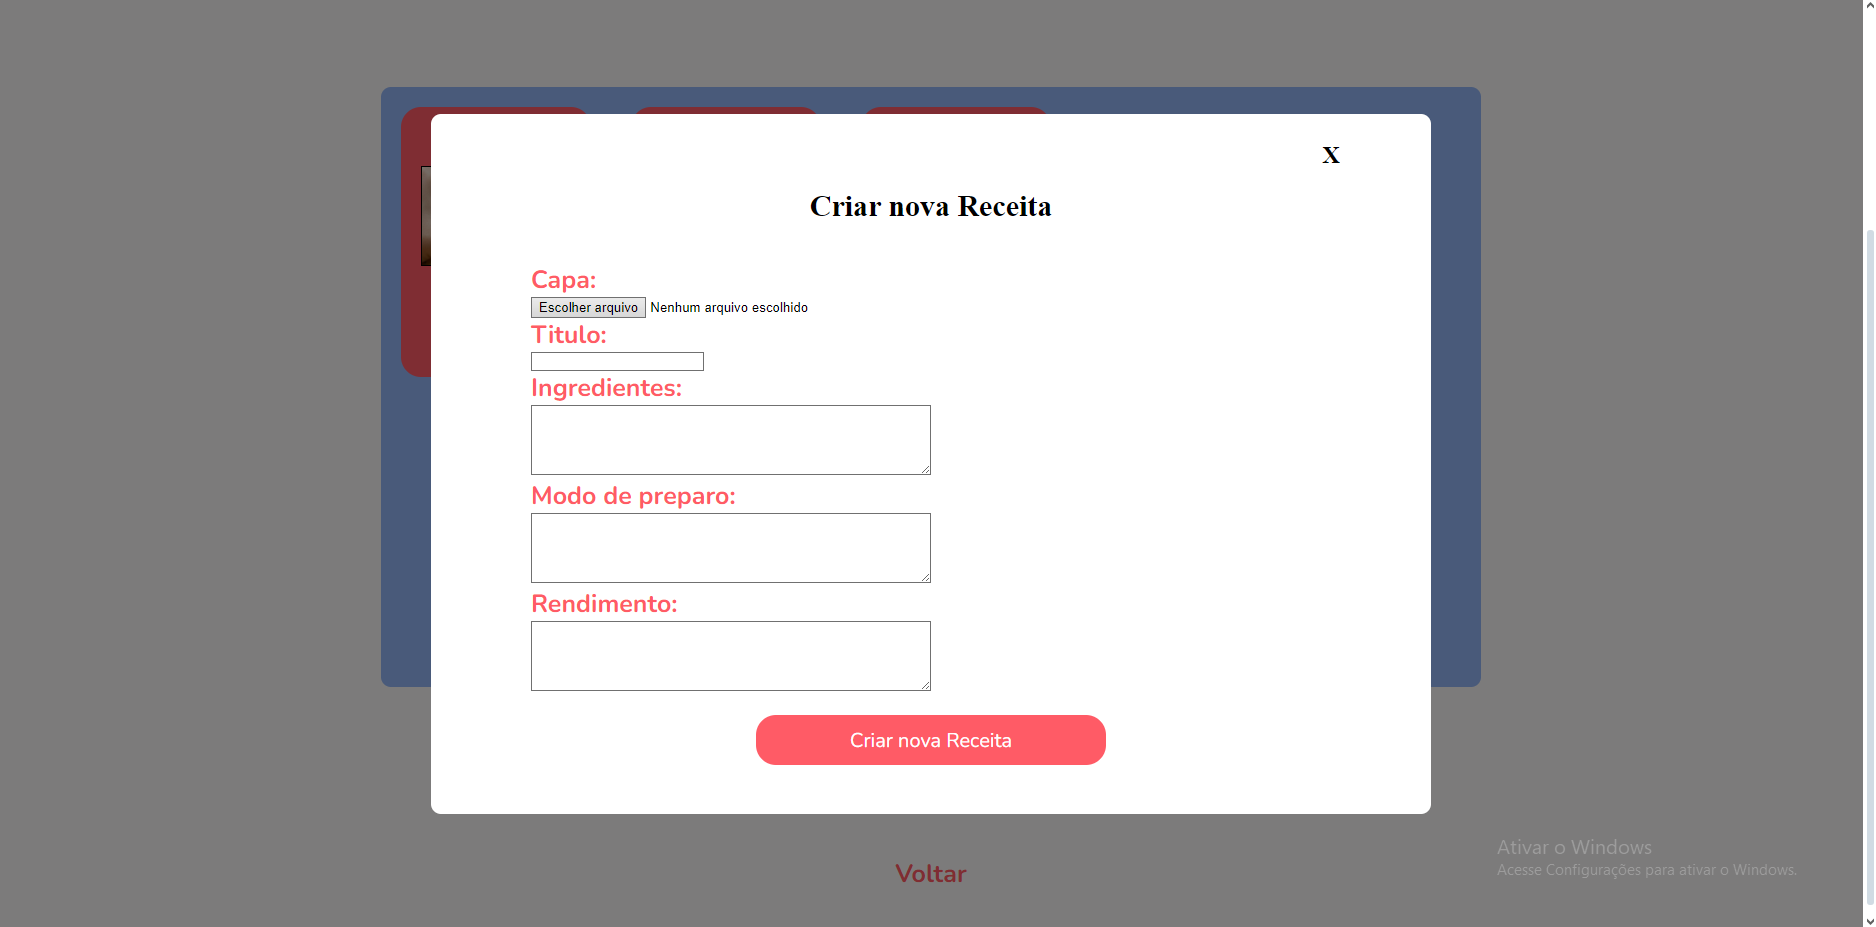 X
Criar nova Receita
Capa:
Escolher arquivo Nenhum arquivo escolhido
Titulo:
Ingredientes:
Modo de preparo:
Rendimento:
Criar nova Receita
Voltar
Ativar o Windows
Acesse Configurações para ativar o Windows.